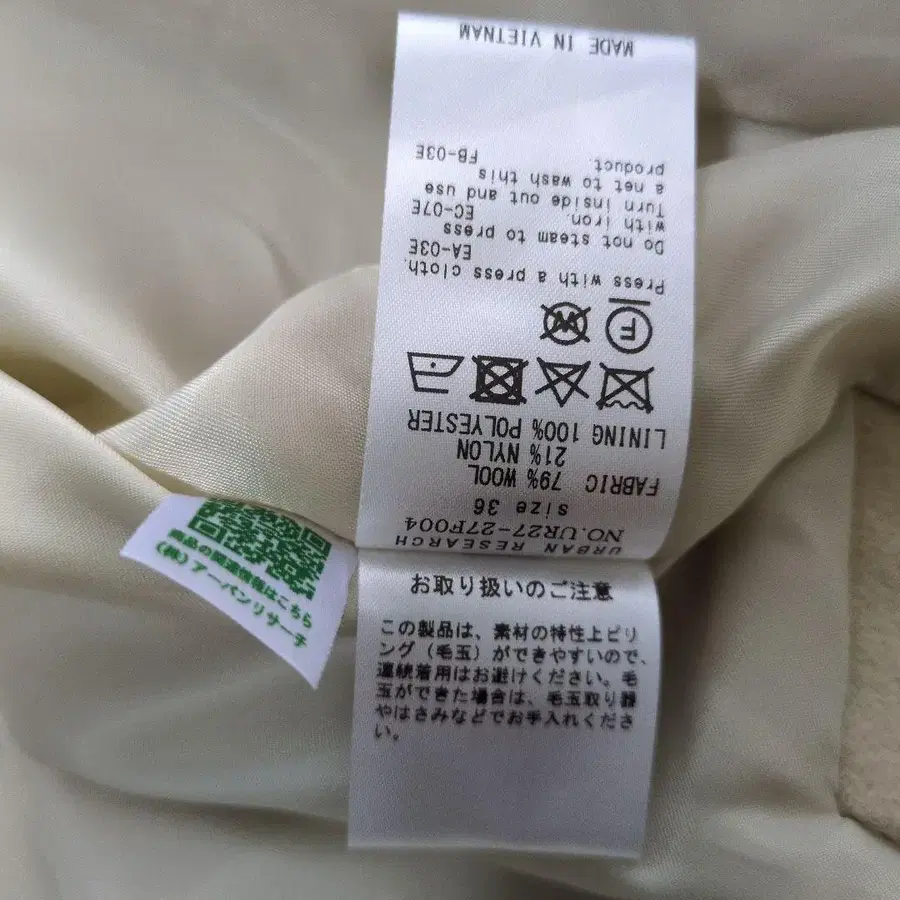 URBAN RESEARCH
NO.UR27-27F004
size 36
FABRIC 79% WOOL
21% NYLON
LINING 100% POLYESTER
F
W
Press with a press cloth.
EA-03E
Do not steam to press
with iron. EC-07E
Turn inside out and use
a net to wash this
product. FB-03E
MADE IN VIETNAM
商品の関連情報はこちら
(株)アーバンリサーチ
お取り扱いのご注意
この製品は、素材の特性上ピリ
ング(毛玉)ができやすいので、
連続着用はお避けください。毛
玉ができた場合は、毛玉取り器
やはさみなどでお手入れくださ
い。